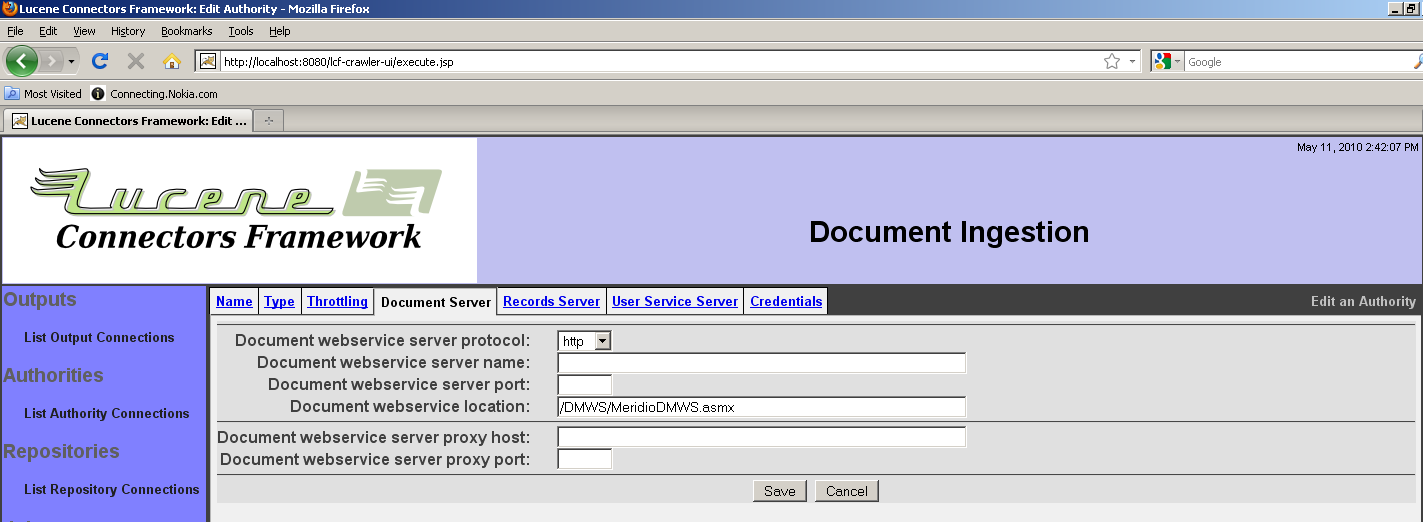 Lucene Connectors Framework: Edit Authority - Mozilla Firefox
File Edit View History Bookmarks Tools Help
http://localhost:8080/lcf-crawler-ui/execute.jsp
Google
Most Visited Connecting.Nokia.com
Lucene Connectors Framework: Edit ...
May 11, 2010 2:42:07 PM
Lucene
Connectors Framework
Document Ingestion
Outputs
List Output Connections
Authorities
List Authority Connections
Repositories
List Repository Connections
Name Type Throttling Document Server Records Server User Service Server Credentials Edit an Authority
Document webservice server protocol: http
Document webservice server name:
Document webservice server port:
Document webservice location: /DMWS/MeridioDMWS.asmx
Document webservice server proxy host:
Document webservice server proxy port:
Save Cancel